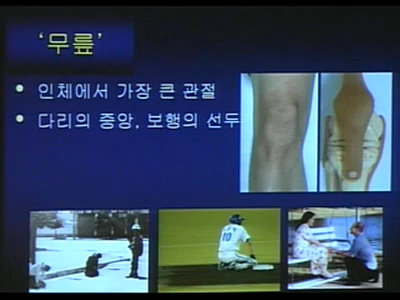 ‘무릎’
• 인체에서 가장 큰 관절
• 다리의 중앙, 보행의 선두
10